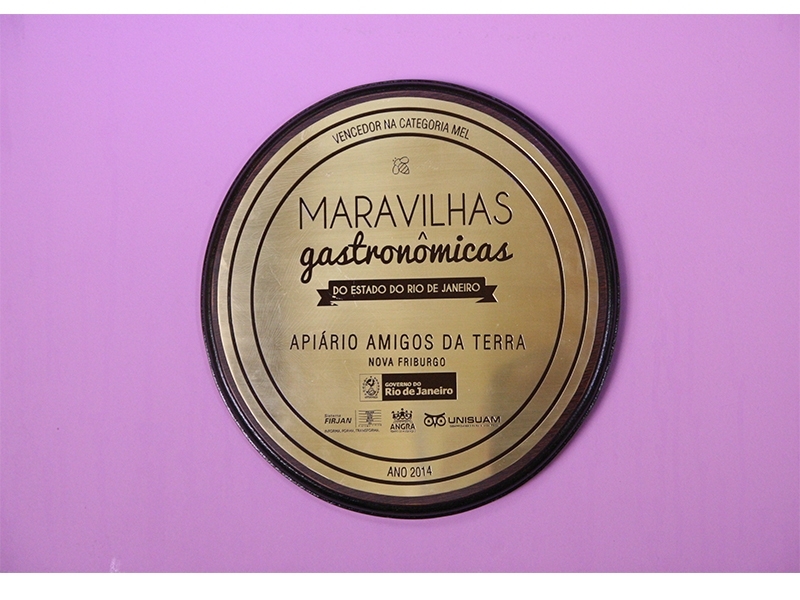 VENCEDOR NA CATEGORIA MEL
MARAVILHAS
gastronômicas
DO ESTADO DO RIO DE JANEIRO
APIÁRIO AMIGOS DA TERRA
NOVA FRIBURGO
GOVERNO DO
Rio de Janeiro
Sistema
FIRJAN
ANGRA
UNISUAM
ANO 2014